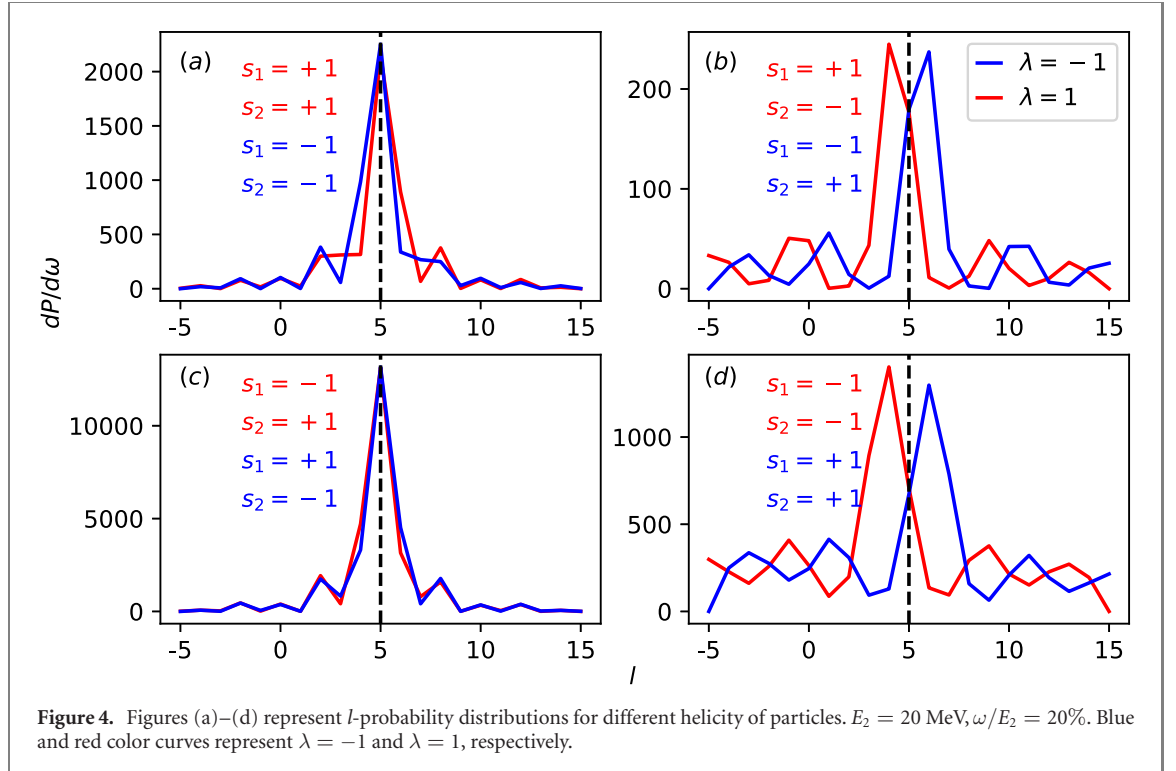 (a)
s₁ = +1
s₂ = +1
s₁ = −1
s₂ = −1
2000
1500
1000
500
0
-5 0 5 10 15
(b)
s₁ = +1
s₂ = −1
s₁ = −1
s₂ = +1
λ = − 1
λ = 1
200
100
0
-5 0 5 10 15
dP/dω
(c)
s₁ = −1
s₂ = +1
s₁ = +1
s₂ = −1
10000
5000
0
-5 0 5 10 15
(d)
s₁ = −1
s₂ = −1
s₁ = +1
s₂ = +1
1000
500
0
-5 0 5 10 15
l
Figure 4. Figures (a)–(d) represent l-probability distributions for different helicity of particles. E₂ = 20 MeV, ω/E₂ = 20%. Blue
and red color curves represent λ = −1 and λ = 1, respectively.